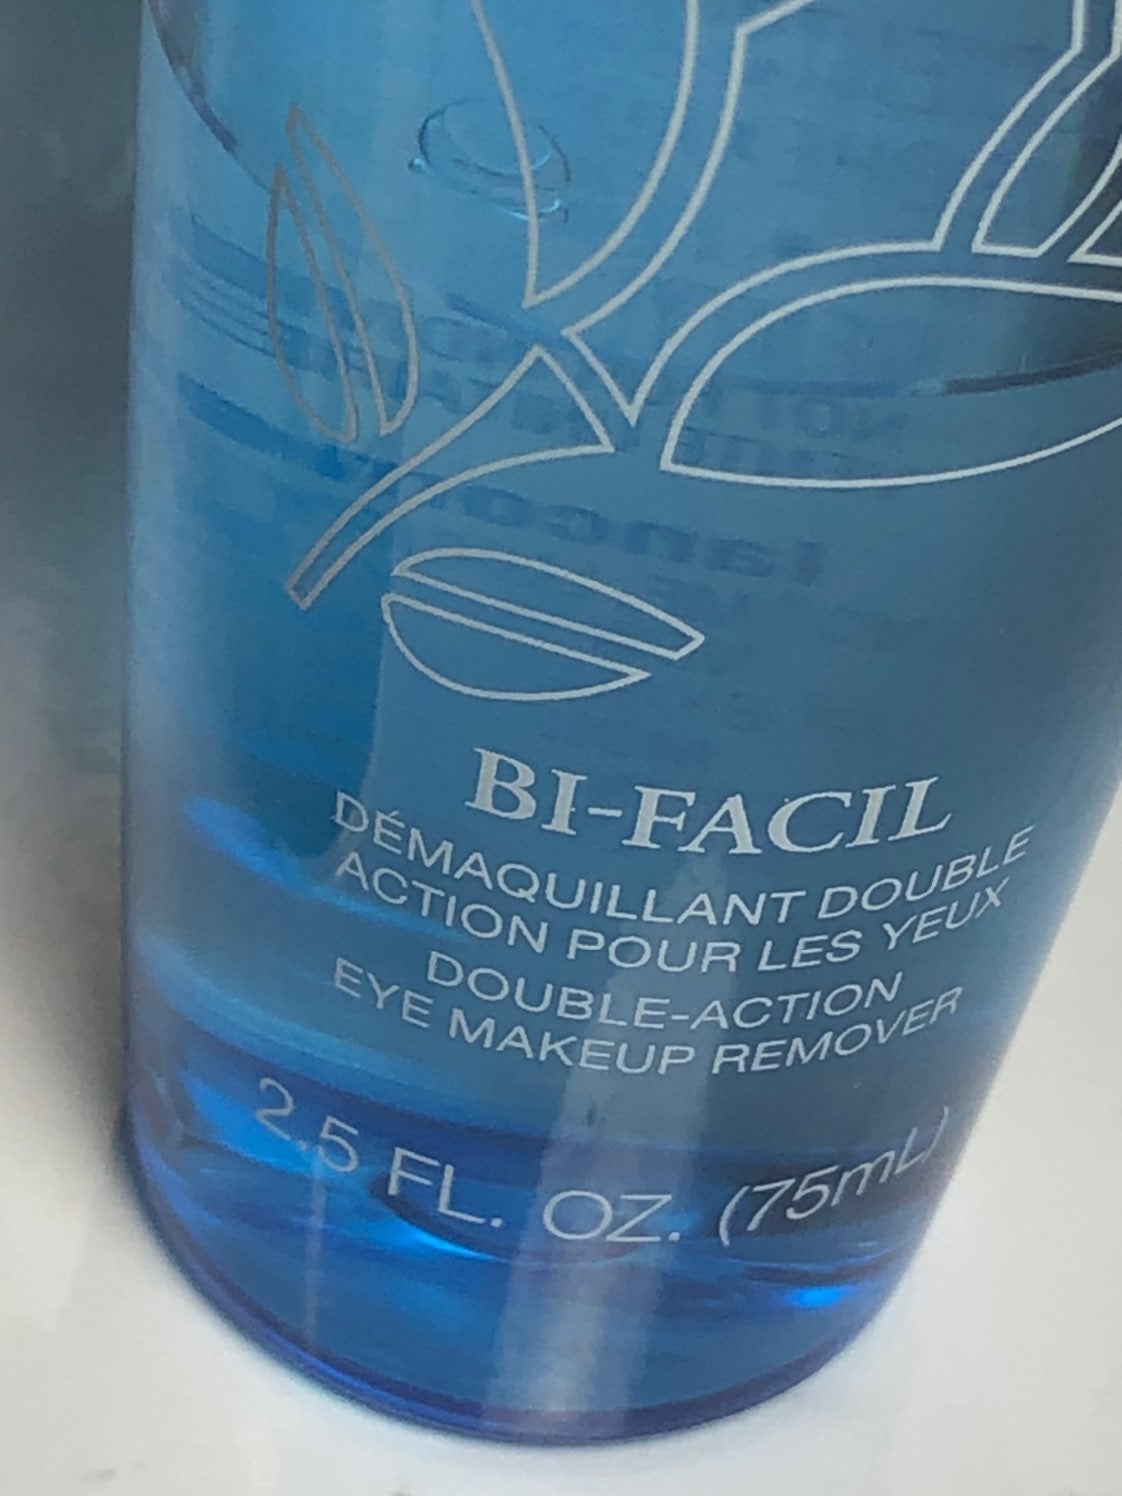 BI-FACIL
DÉMAQUILLANT DOUBLE
ACTION POUR LES YEUX
DOUBLE-ACTION
EYE MAKEUP REMOVER
2.5 FL. OZ. (75mL)